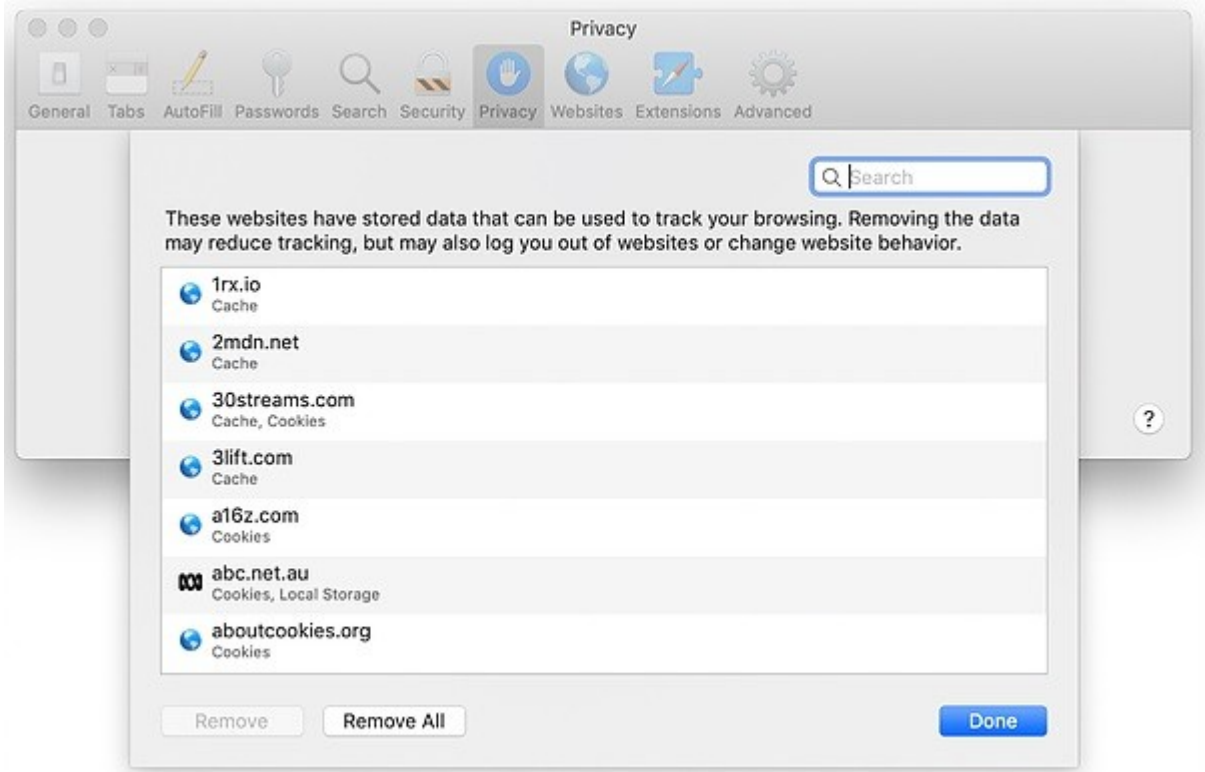 Privacy
General Tabs AutoFill Passwords Search Security Privacy Websites Extensions Advanced
Search
These websites have stored data that can be used to track your browsing. Removing the data
may reduce tracking, but may also log you out of websites or change website behavior.
1rx.io
Cache
2mdn.net
Cache
30streams.com
Cache, Cookies
3lift.com
Cache
a16z.com
Cookies
abc.net.au
Cookies, Local Storage
aboutcookies.org
Cookies
?
Remove Remove All Done